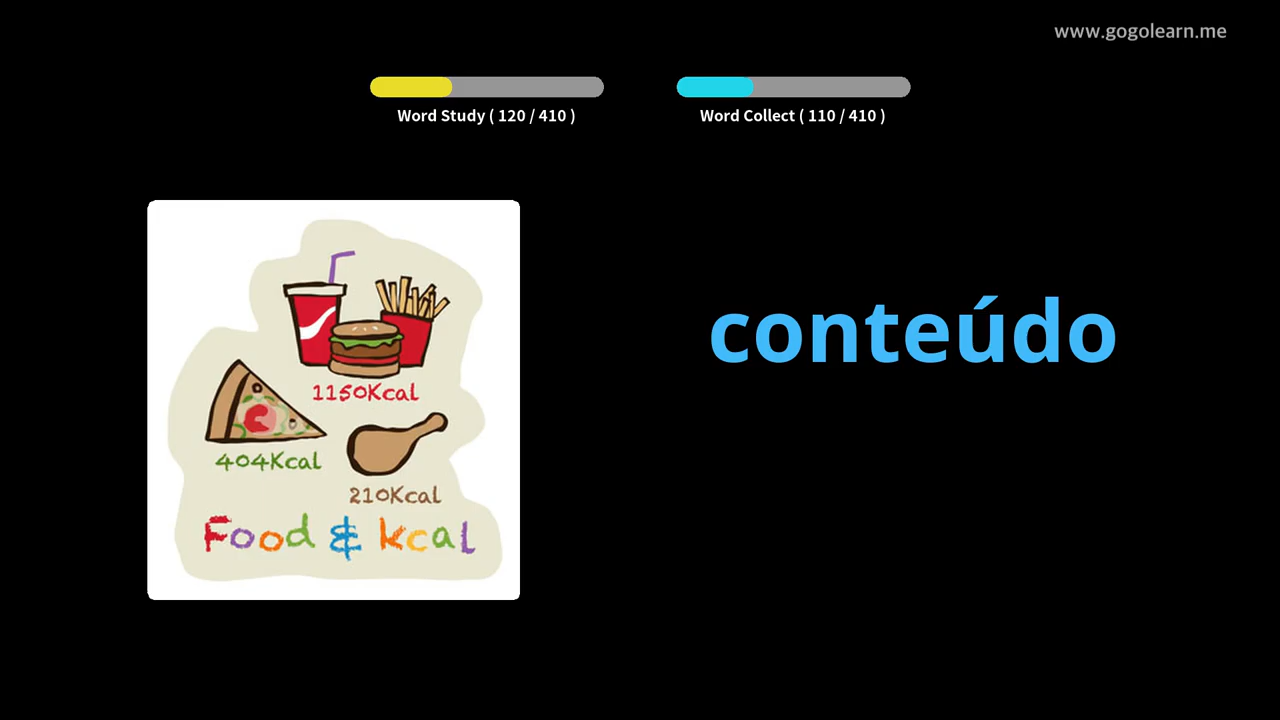 www.gogolearn.me
Word Study ( 120 / 410 )
Word Collect ( 110 / 410 )
1150Kcal
404Kcal
210Kcal
Food & kcal
conteúdo